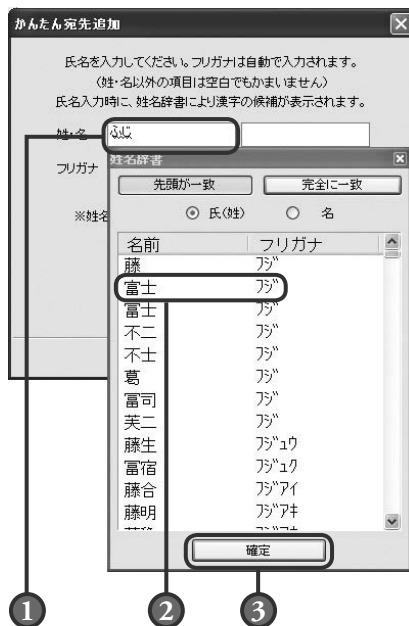 かんたん宛先追加
氏名を入力してください。フリガナは自動で入力されます。
(姓・名以外の項目は空白でもかまいません)
氏名入力時に、姓名辞書により漢字の候補が表示されます。
姓・名 ふじ
フリガナ
※姓名
姓名辞書
先頭が一致 完全に一致
氏(姓) 名
名前 フリガナ
藤 フジ
富士 フジ
冨士 フジ
不二 フジ
不士 フジ
葛 フジ
冨司 フジ
芙二 フジ
藤生 フジュウ
冨宿 フジュク
藤合 フジアイ
藤明 フジアキ
確定
1 2 3